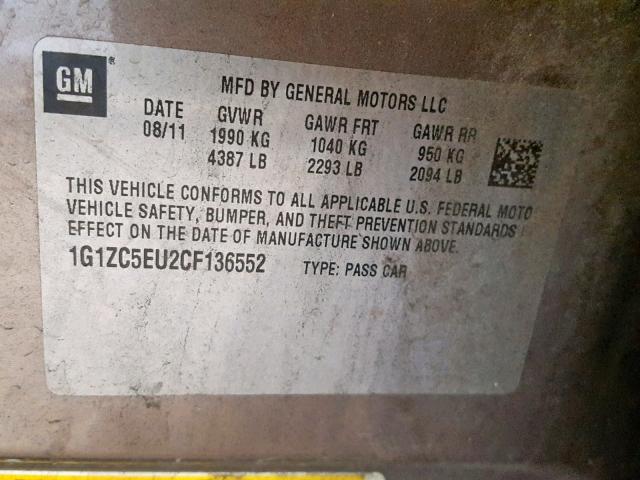 GM®
MFD BY GENERAL MOTORS LLC
DATE GVWR GAWR FRT GAWR RR
08/11 1990 KG 1040 KG 950 KG
4387 LB 2293 LB 2094 LB
THIS VEHICLE CONFORMS TO ALL APPLICABLE U.S. FEDERAL MOTO
VEHICLE SAFETY, BUMPER, AND THEFT PREVENTION STANDARDS
EFFECT ON THE DATE OF MANUFACTURE SHOWN ABOVE.
1G1ZC5EU2CF136552 TYPE: PASS CAR